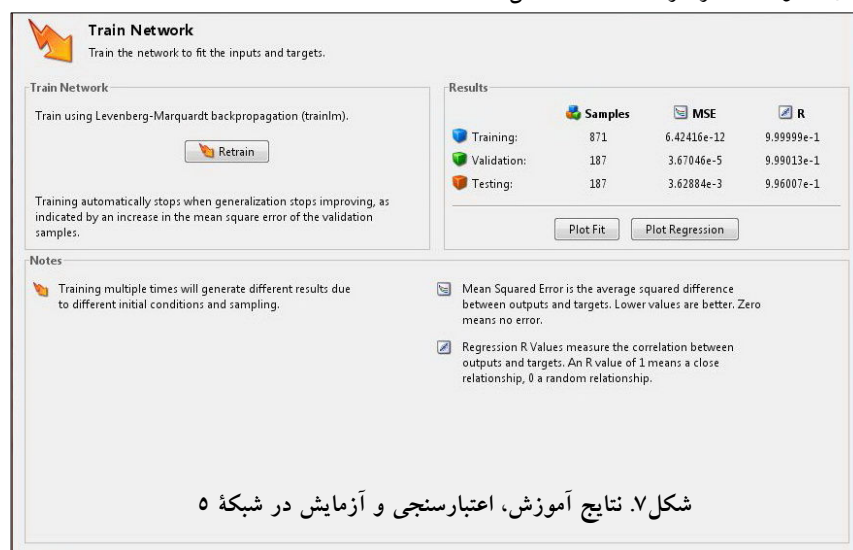 Train Network
Train the network to fit the inputs and targets.
Train Network
Train using Levenberg-Marquardt backpropagation (trainlm).
Retrain
Training automatically stops when generalization stops improving, as
indicated by an increase in the mean square error of the validation
samples.
Results
Samples MSE R
Training: 871 6.42416e-12 9.99999e-1
Validation: 187 3.67046e-5 9.99013e-1
Testing: 187 3.62884e-3 9.96007e-1
Plot Fit Plot Regression
Notes
Training multiple times will generate different results due
to different initial conditions and sampling.
Mean Squared Error is the average squared difference
between outputs and targets. Lower values are better. Zero
means no error.
Regression R Values measure the correlation between
outputs and targets. An R value of 1 means a close
relationship, 0 a random relationship.
شکل۷. نتایج آموزش، اعتبارسنجی و آزمایش در شبکهٔ ۵